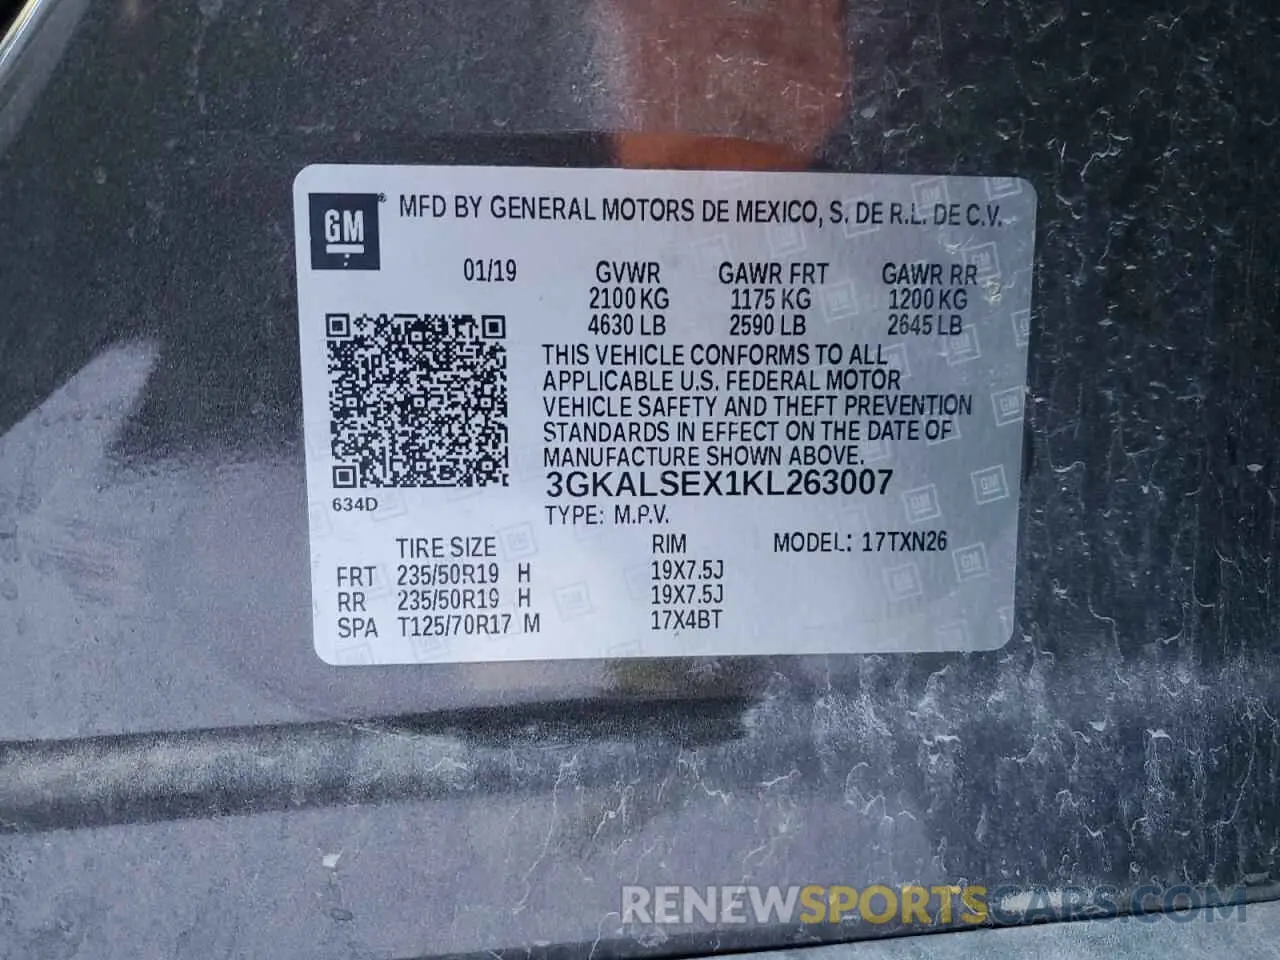 GM ® MFD BY GENERAL MOTORS DE MEXICO, S. DE R.L. DE C.V.
01/19 GVWR GAWR FRT GAWR RR
2100 KG 1175 KG 1200 KG
4630 LB 2590 LB 2645 LB
THIS VEHICLE CONFORMS TO ALL
APPLICABLE U.S. FEDERAL MOTOR
VEHICLE SAFETY AND THEFT PREVENTION
STANDARDS IN EFFECT ON THE DATE OF
MANUFACTURE SHOWN ABOVE.
3GKALSEX1KL263007
634D
TYPE: M.P.V.
TIRE SIZE RIM MODEL: 17TXN26
FRT 235/50R19 H 19X7.5J
RR 235/50R19 H 19X7.5J
SPA T125/70R17 M 17X4BT
RENEWSPORTSCARS.COM